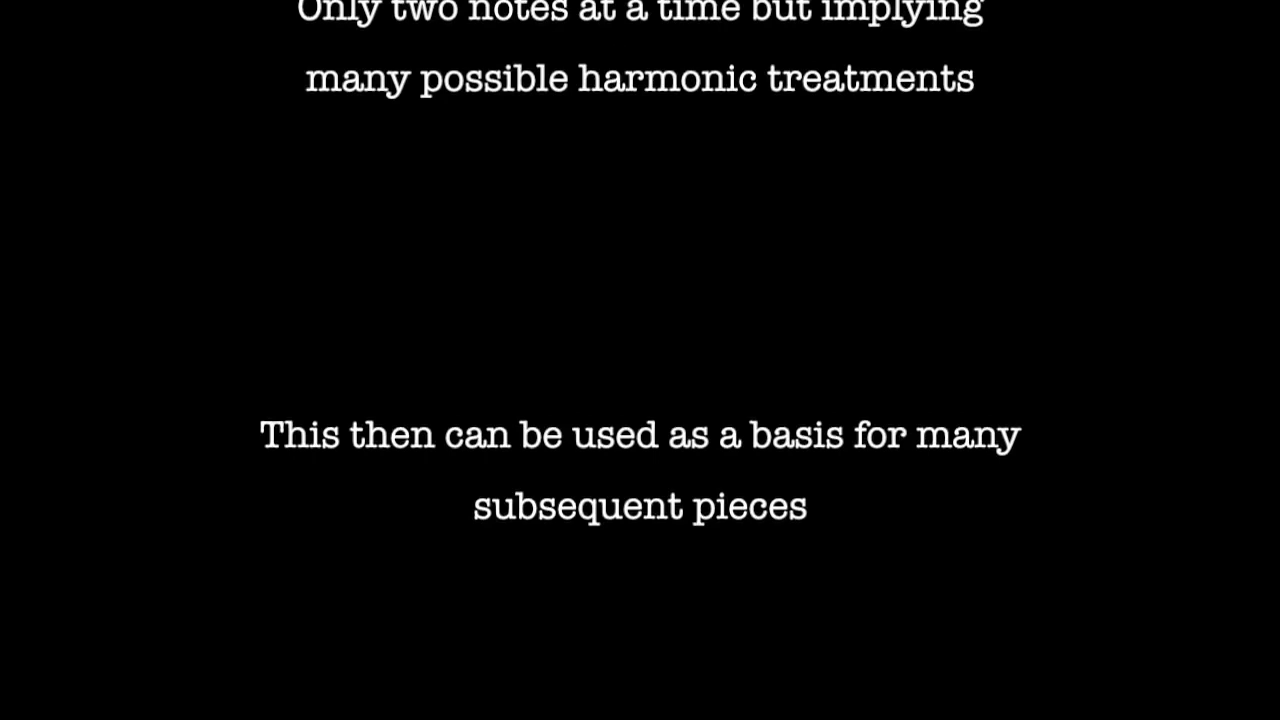 Only two notes at a time but implying
many possible harmonic treatments
This then can be used as a basis for many
subsequent pieces